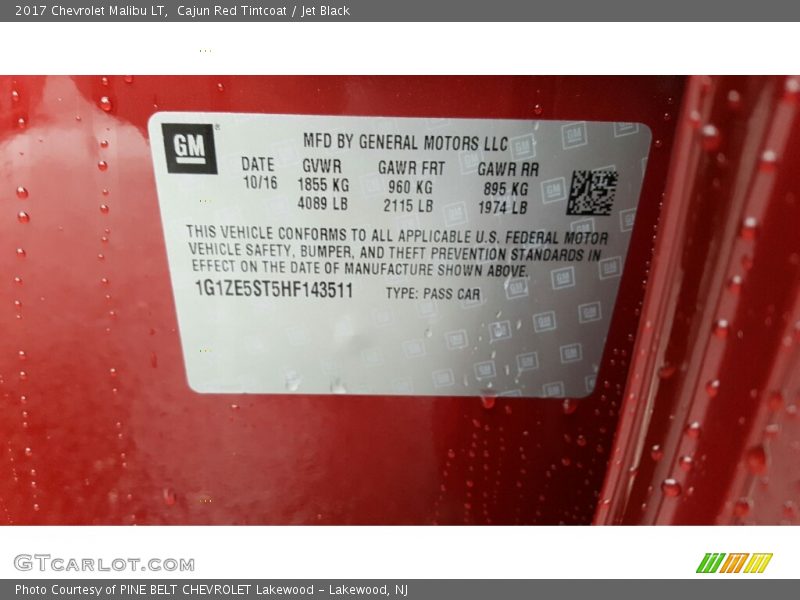 2017 Chevrolet Malibu LT, Cajun Red Tintcoat / Jet Black
GM
MFD BY GENERAL MOTORS LLC
DATE GVWR GAWR FRT GAWR RR
10/16 1855 KG 960 KG 895 KG
4089 LB 2115 LB 1974 LB
THIS VEHICLE CONFORMS TO ALL APPLICABLE U.S. FEDERAL MOTOR
VEHICLE SAFETY, BUMPER, AND THEFT PREVENTION STANDARDS IN
EFFECT ON THE DATE OF MANUFACTURE SHOWN ABOVE.
1G1ZE5ST5HF143511 TYPE: PASS CAR
GTCARLOT.COM
Photo Courtesy of PINE BELT CHEVROLET Lakewood - Lakewood, NJ